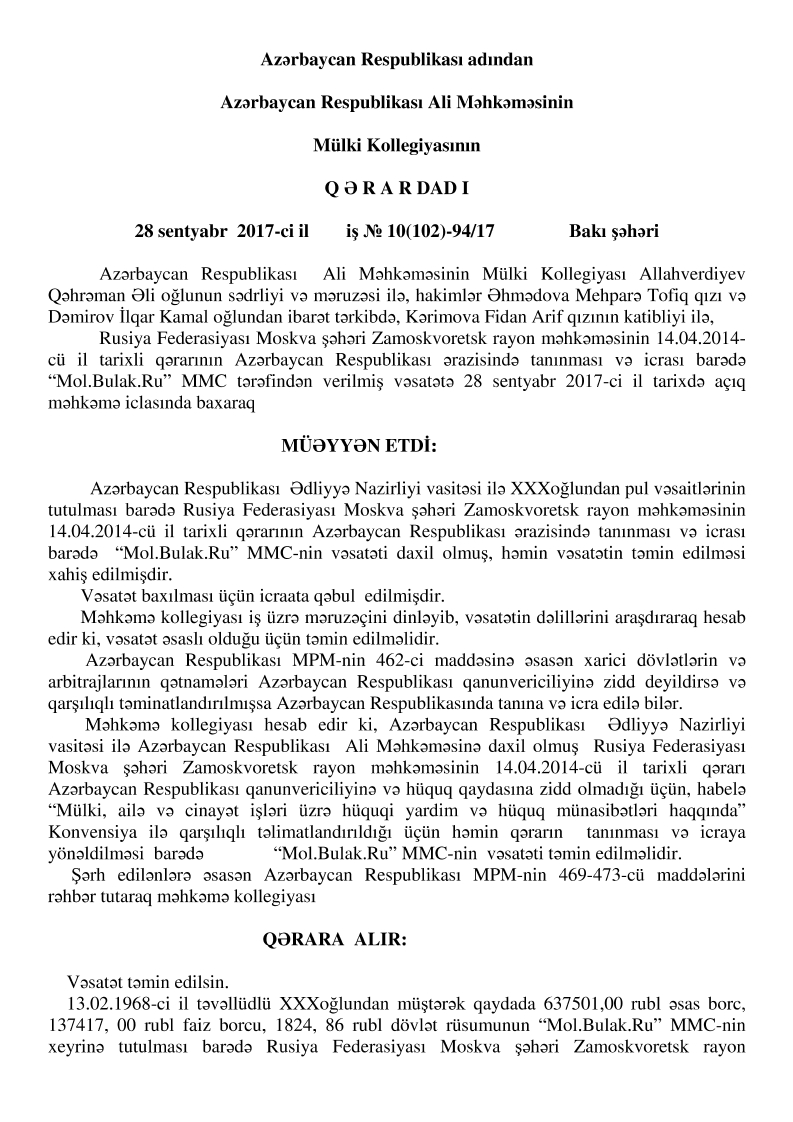 Azərbaycan Respublikası adından
Azərbaycan Respublikası Ali Məhkəməsinin
Mülki Kollegiyasının
Q Ə R A R DAD I
28 sentyabr 2017-ci il iş № 10(102)-94/17 Bakı şəhəri
Azərbaycan Respublikası Ali Məhkəməsinin Mülki Kollegiyası Allahverdiyev
Qəhrəman Əli oğlunun sədrliyi və məruzəsi ilə, hakimlər Əhmədova Mehparə Tofiq qızı və
Dəmirov İlqar Kamal oğlundan ibarət tərkibdə, Kərimova Fidan Arif qızının katibliyi ilə,
Rusiya Federasiyası Moskva şəhəri Zamoskvoretsk rayon məhkəməsinin 14.04.2014-
cü il tarixli qərarının Azərbaycan Respublikası ərazisində tanınması və icrası barədə
“Mol.Bulak.Ru” MMC tərəfindən verilmiş vəsatətə 28 sentyabr 2017-ci il tarixdə açıq
məhkəmə iclasında baxaraq
MÜƏYYƏN ETDİ:
Azərbaycan Respublikası Ədliyyə Nazirliyi vasitəsi ilə XXXoğlundan pul vəsaitlərinin
tutulması barədə Rusiya Federasiyası Moskva şəhəri Zamoskvoretsk rayon məhkəməsinin
14.04.2014-cü il tarixli qərarının Azərbaycan Respublikası ərazisində tanınması və icrası
barədə “Mol.Bulak.Ru” MMC-nin vəsatəti daxil olmuş, həmin vəsatətin təmin edilməsi
xahiş edilmişdir.
Vəsatət baxılması üçün icraata qəbul edilmişdir.
Məhkəmə kollegiyası iş üzrə məruzəçini dinləyib, vəsatətin dəlillərini araşdıraraq hesab
edir ki, vəsatət əsaslı olduğu üçün təmin edilməlidir.
Azərbaycan Respublikası MPM-nin 462-ci maddəsinə əsasən xarici dövlətlərin və
arbitrajlarının qətnamələri Azərbaycan Respublikası qanunvericiliyinə zidd deyildirsə və
qarşılıqlı təminatlandırılmışsa Azərbaycan Respublikasında tanına və icra edilə bilər.
Məhkəmə kollegiyası hesab edir ki, Azərbaycan Respublikası Ədliyyə Nazirliyi
vasitəsi ilə Azərbaycan Respublikası Ali Məhkəməsinə daxil olmuş Rusiya Federasiyası
Moskva şəhəri Zamoskvoretsk rayon məhkəməsinin 14.04.2014-cü il tarixli qərarı
Azərbaycan Respublikası qanunvericiliyinə və hüquq qaydasına zidd olmadığı üçün, habelə
“Mülki, ailə və cinayət işləri üzrə hüquqi yardim və hüquq münasibətləri haqqında”
Konvensiya ilə qarşılıqlı təlimatlandırıldığı üçün həmin qərarın tanınması və icraya
yönəldilməsi barədə “Mol.Bulak.Ru” MMC-nin vəsatəti təmin edilməlidir.
Şərh edilənlərə əsasən Azərbaycan Respublikası MPM-nin 469-473-cü maddələrini
rəhbər tutaraq məhkəmə kollegiyası
QƏRARA ALIR:
Vəsatət təmin edilsin.
13.02.1968-ci il təvəllüdlü XXXoğlundan müştərək qaydada 637501,00 rubl əsas borc,
137417, 00 rubl faiz borcu, 1824, 86 rubl dövlət rüsumunun “Mol.Bulak.Ru” MMC-nin
xeyrinə tutulması barədə Rusiya Federasiyası Moskva şəhəri Zamoskvoretsk rayon